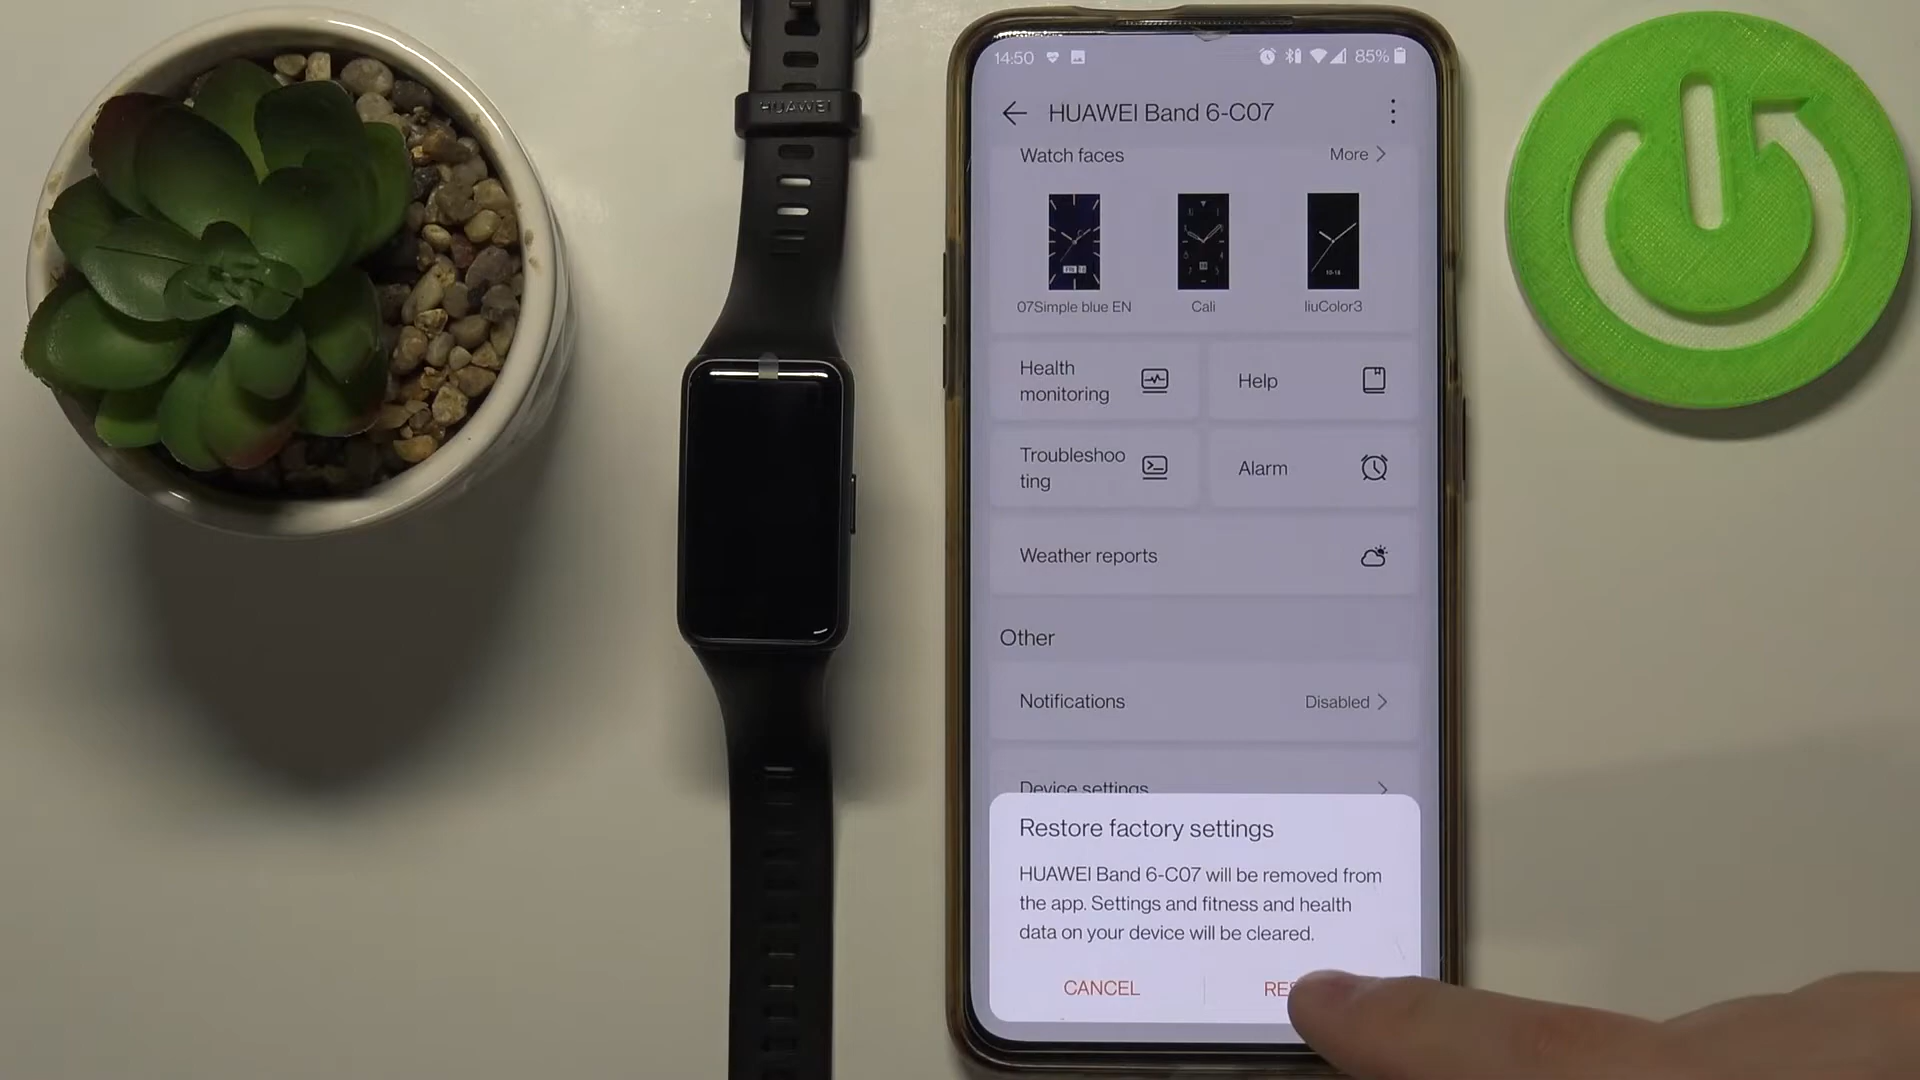 HUAWEI
14:50 85%
HUAWEI Band 6-C07
Watch faces More
07Simple blue EN Cali liuColor3
Health
monitoring
Help
Troubleshoo
ting
Alarm
Weather reports
Other
Notifications Disabled
Device settings
Restore factory settings
HUAWEI Band 6-C07 will be removed from
the app. Settings and fitness and health
data on your device will be cleared.
CANCEL